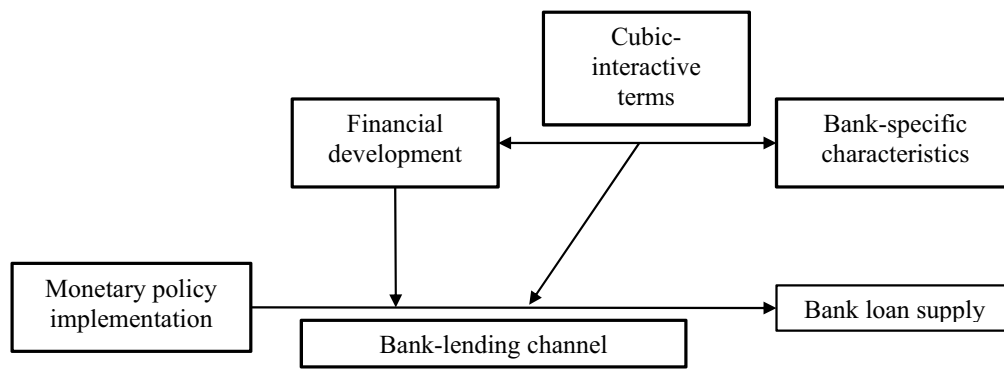 Cubic-
interactive
terms
Financial
development
Bank-specific
characteristics
Monetary policy
implementation
Bank loan supply
Bank-lending channel